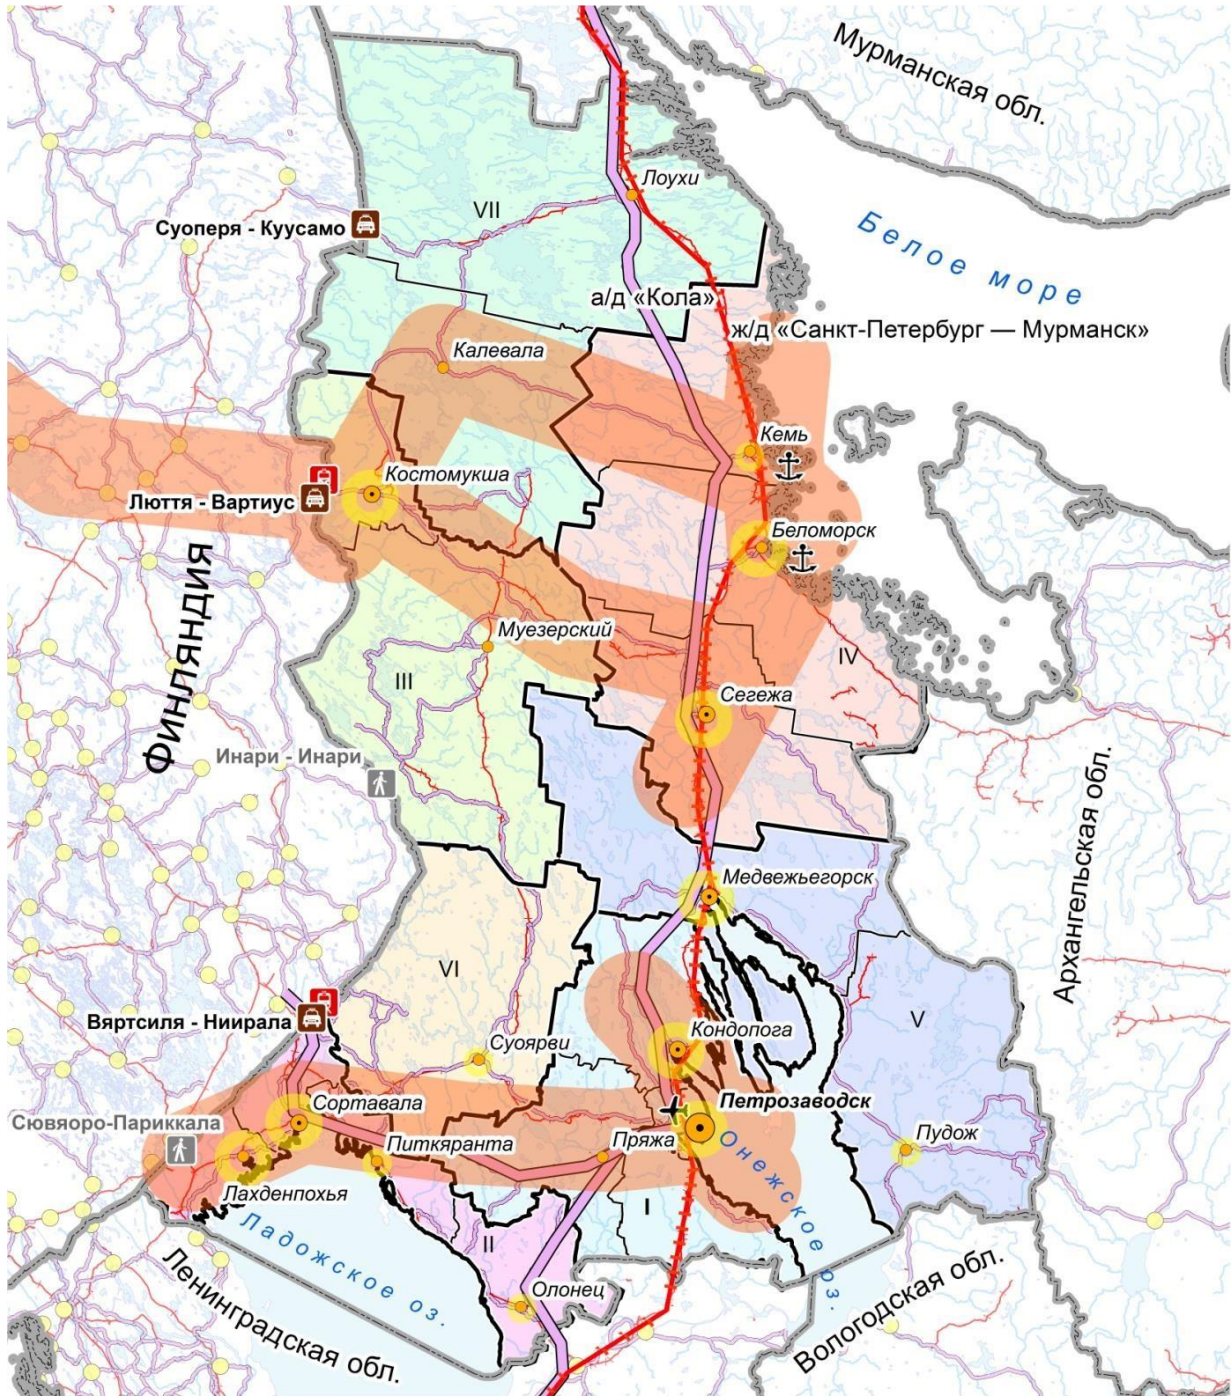 Мурманская обл.
Лоухи
VII
Суоперя - Куусамо
Белое море
а/д «Кола»
ж/д «Санкт-Петербург — Мурманск»
Калевала
Кемь
Костомукша
Люття - Вартиус
Беломорск
Финляндия
Муезерский
IV
III
Сегежа
Инари - Инари
Архангельская обл.
Медвежьегорск
VI
V
Вяртсиля - Ниирала
Кондопога
Суоярви
Петрозаводск
Сортавала
Сювяоро-Париккала
Питкяранта
Пряжа
Пудож
Онежское оз.
Лахденпохья
I
Ладожское оз.
II
Олонец
Ленинградская обл.
Вологодская обл.